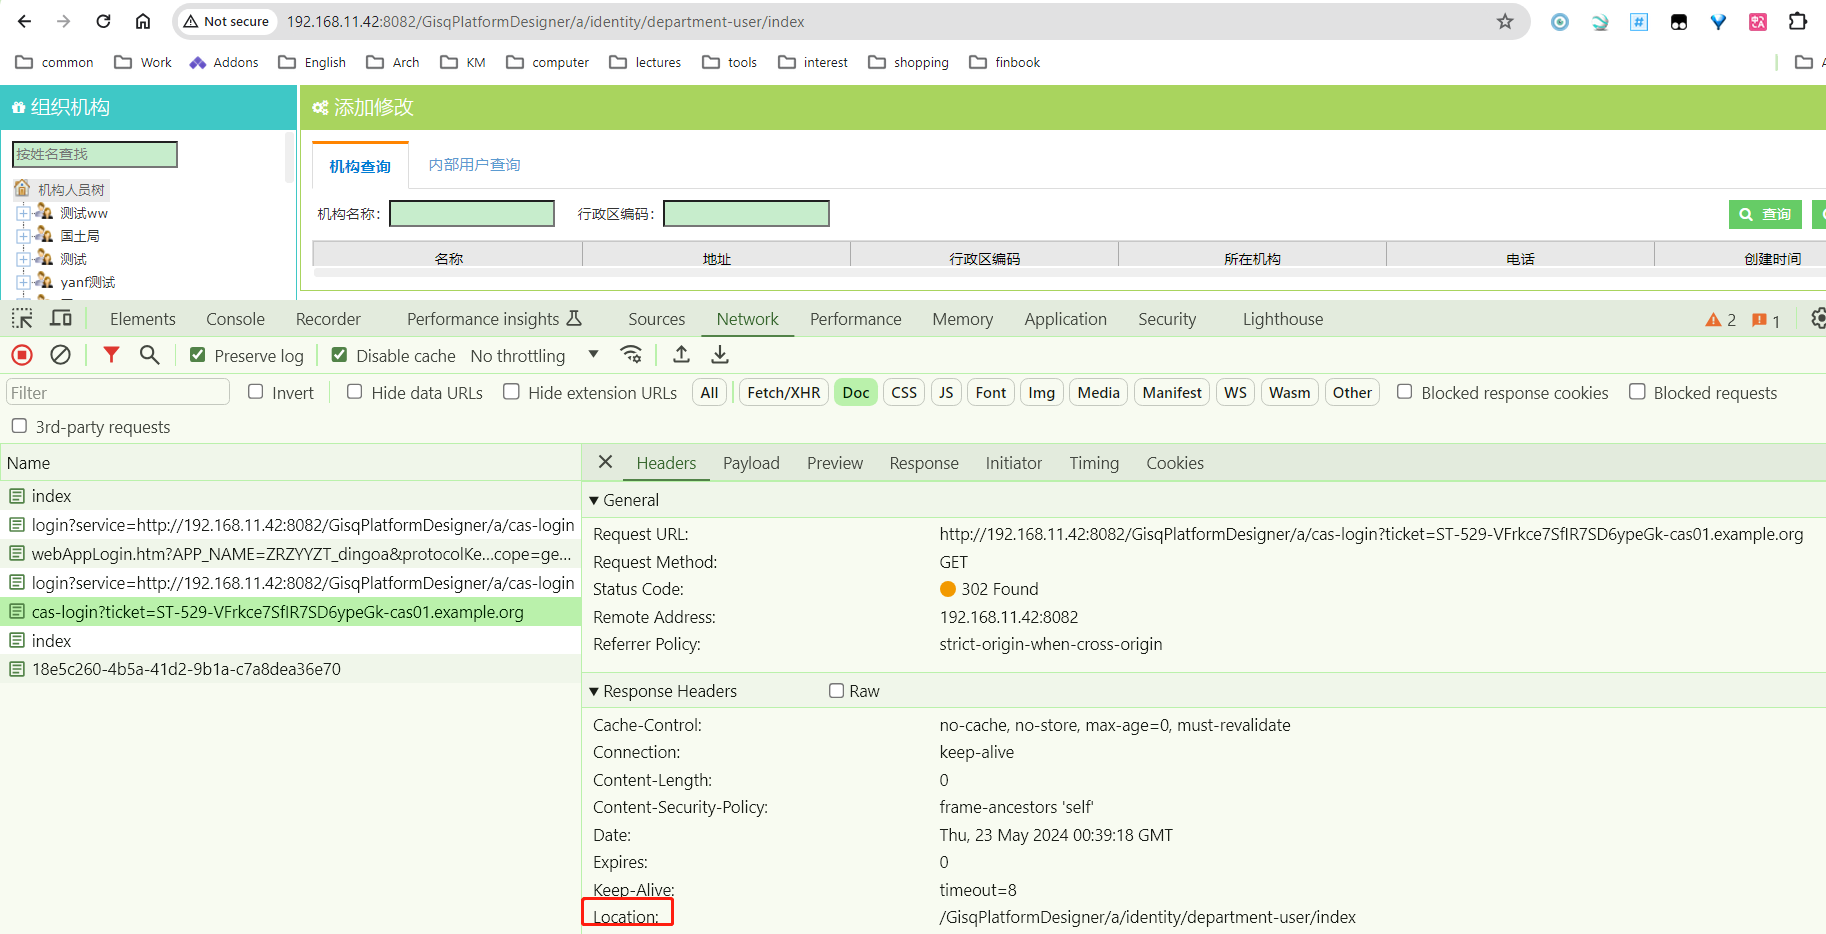 Not secure 192.168.11.42:8082/GisqPlatformDesigner/a/identity/department-user/index
common Work Addons English Arch KM computer lectures tools interest shopping finbook
组织机构
按姓名查找
机构人员树
测试ww
国土局
测试
yanf测试
添加修改
机构查询 内部用户查询
机构名称: 行政区编码: 查询
名称 地址 行政区编码 所在机构 电话 创建时间
Elements Console Recorder Performance insights Sources Network Performance Memory Application Security Lighthouse 2 1
Preserve log Disable cache No throttling
Filter Invert Hide data URLs Hide extension URLs All Fetch/XHR Doc CSS JS Font Img Media Manifest WS Wasm Other Blocked response cookies Blocked requests
3rd-party requests
Name
index
login?service=http://192.168.11.42:8082/GisqPlatformDesigner/a/cas-login
webAppLogin.htm?APP_NAME=ZRZYYZT_dingoa&protocolKe...cope=ge...
login?service=http://192.168.11.42:8082/GisqPlatformDesigner/a/cas-login
cas-login?ticket=ST-529-VFrkce7SfIR7SD6ypeGk-cas01.example.org
index
18e5c260-4b5a-41d2-9b1a-c7a8dea36e70
Headers Payload Preview Response Initiator Timing Cookies
General
Request URL: http://192.168.11.42:8082/GisqPlatformDesigner/a/cas-login?ticket=ST-529-VFrkce7SfIR7SD6ypeGk-cas01.example.org
Request Method: GET
Status Code: 302 Found
Remote Address: 192.168.11.42:8082
Referrer Policy: strict-origin-when-cross-origin
Response Headers Raw
Cache-Control: no-cache, no-store, max-age=0, must-revalidate
Connection: keep-alive
Content-Length: 0
Content-Security-Policy: frame-ancestors 'self'
Date: Thu, 23 May 2024 00:39:18 GMT
Expires: 0
Keep-Alive: timeout=8
Location: /GisqPlatformDesigner/a/identity/department-user/index